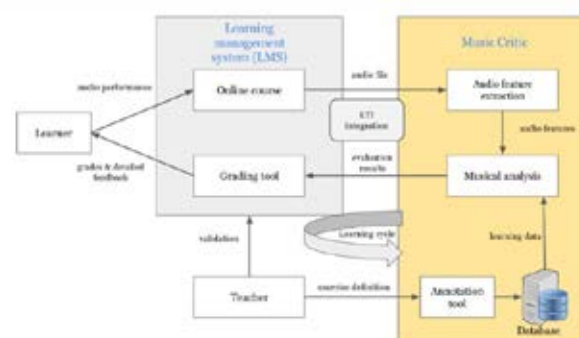 Learning
management
system (LMS)
Music Critic
audio performance
Online course
audio file
Audio feature
extraction
Learner
LTI
integration
audio features
grades & detailed
feedback
Grading tool
evaluation
results
Musical analysis
validation
Learning cycle
learning data
Teacher
exercise definition
Annotation
tool
Database